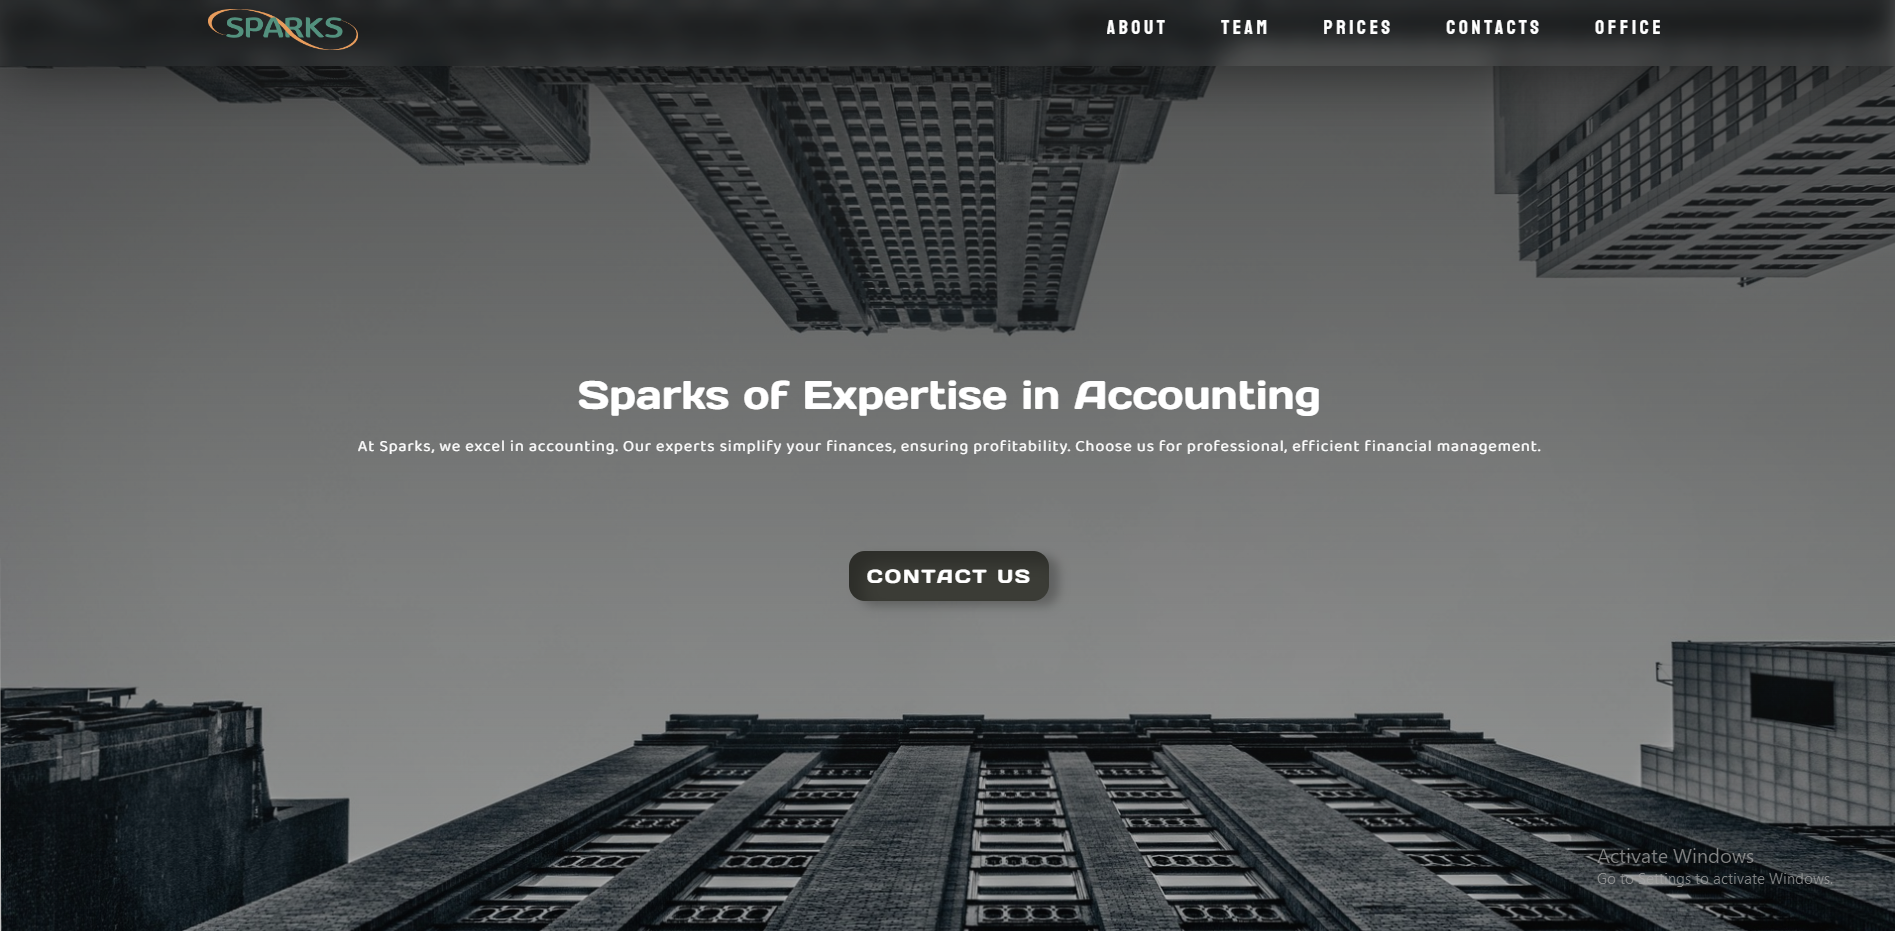 SPARKS
ABOUT TEAM PRICES CONTACTS OFFICE
Sparks of Expertise in Accounting
At Sparks, we excel in accounting. Our experts simplify your finances, ensuring profitability. Choose us for professional, efficient financial management.
CONTACT US
Activate Windows
Go to Settings to activate Windows.